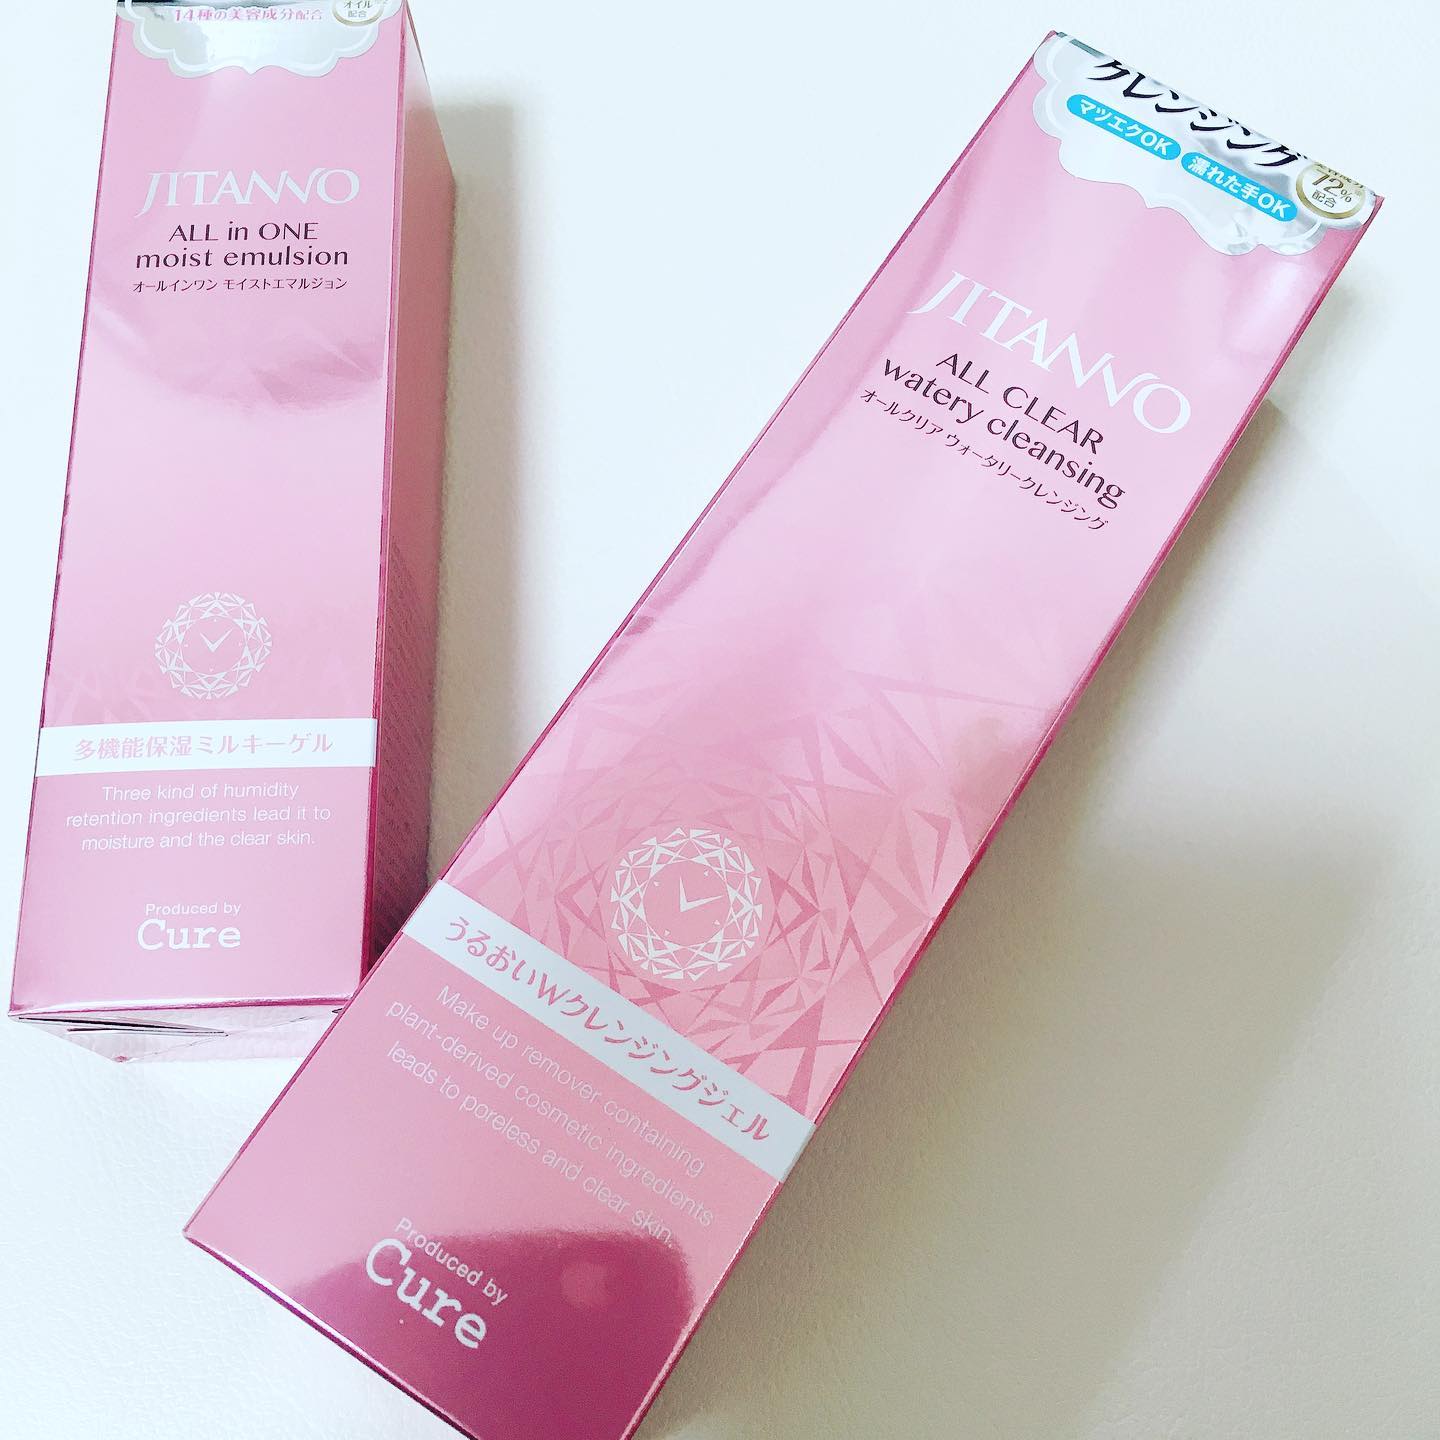 14種の美容成分配合
オイル
配合
JITANNO
ALL in ONE
moist emulsion
オールインワン モイストエマルジョン
多機能保湿ミルキーゲル
Three kind of humidity
retention ingredients lead it to
moisture and the clear skin.
Produced by
Cure
クレンジング
マツエクOK
濡れた手OK
72%
配合
JITANNO
ALL CLEAR
watery cleansing
オールクリア ウォータリークレンジング
うるおいWクレンジングジェル
Make up remover containing
plant-derived cosmetic ingredients
leads to poreless and clear skin.
Produced by
Cure